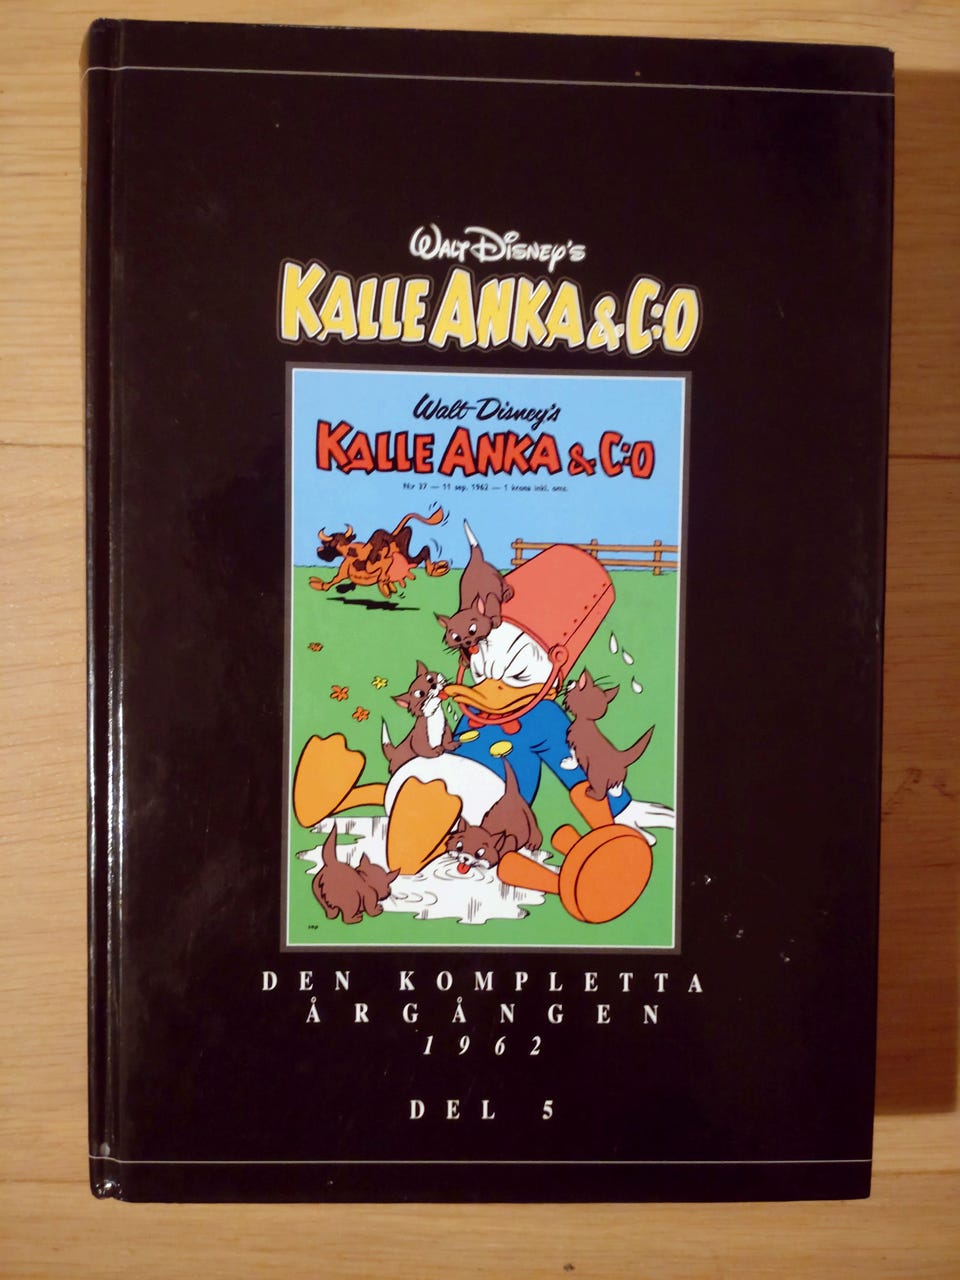 Walt Disney's
KALLE ANKA & C:O
Walt Disney's
KALLE ANKA & C:O
Nr 37 — 11 sep. 1962 — 1 krona inkl. oms.
DEN KOMPLETTA
ÅRGÅNGEN
1962
DEL 5